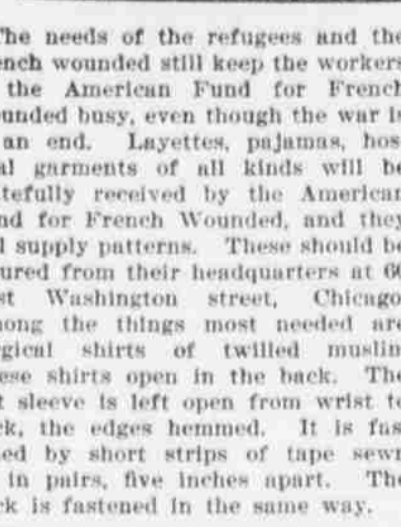 The needs of the refugees and the
ench wounded still keep the workers
the American Fund for French
ounded busy, even though the war is
an end. Layettes, pajamas, hos-
al garments of all kinds will be
tefully received by the American
nd for French Wounded, and they
l supply patterns. These should be
ured from their headquarters at 60
st Washington street, Chicago.
nong the things most needed are
rgical shirts of twilled muslin.
ese shirts open in the back. The
t sleeve is left open from wrist to
ck, the edges hemmed. It is fas-
ed by short strips of tape sewn
in pairs, five inches apart. The
ck is fastened in the same way.